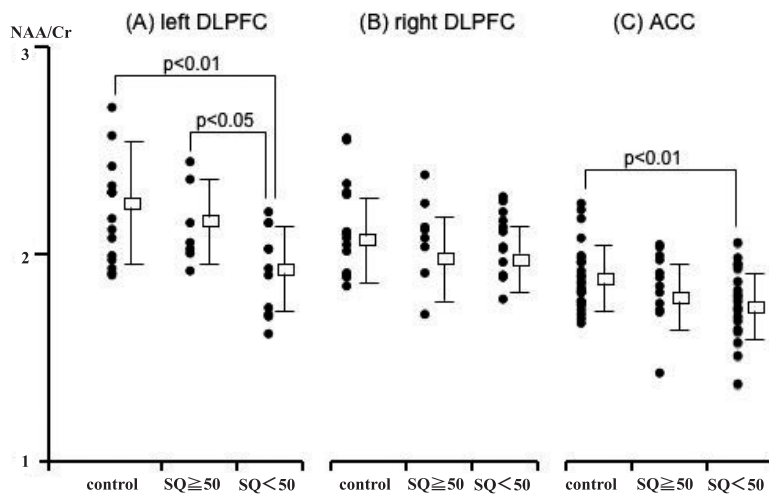 (A) left DLPFC (B) right DLPFC (C) ACC
NAA/Cr
3
p<0.01
p<0.05
p<0.01
2
1
control SQ≧50 SQ<50 control SQ≧50 SQ<50 control SQ≧50 SQ<50